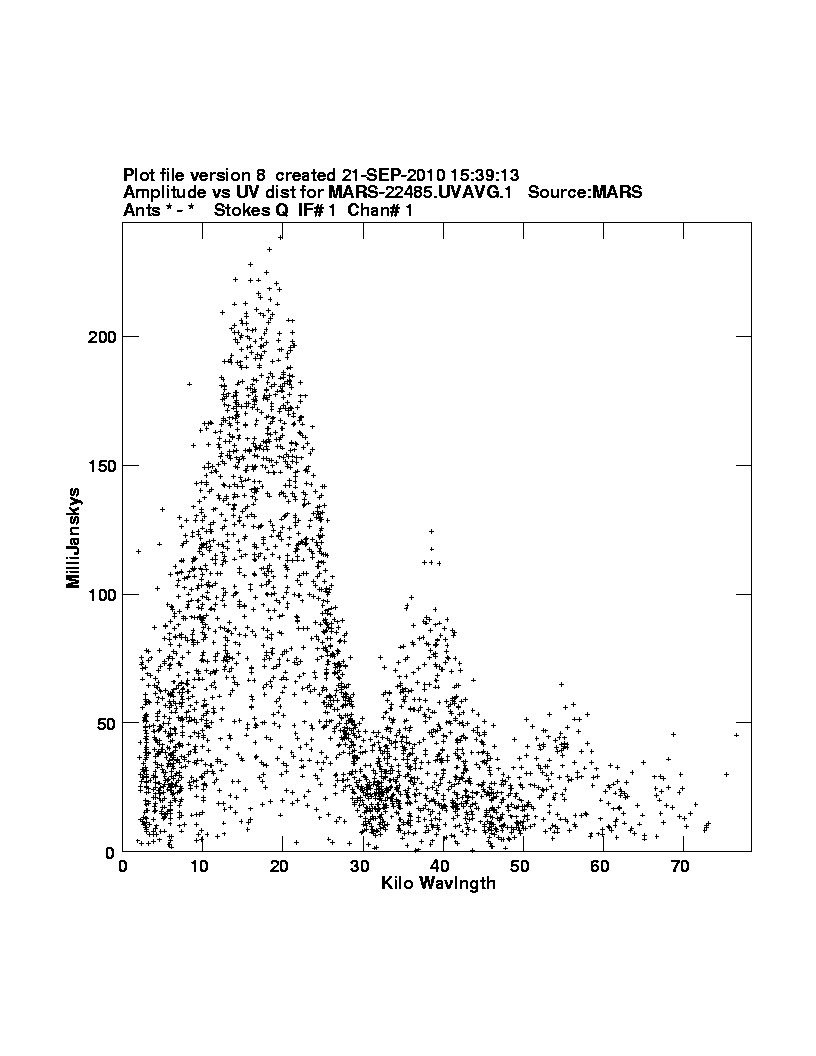 Plot file version 8  created 21-SEP-2010 15:39:13
Amplitude vs UV dist for MARS-22485.UVAVG.1   Source:MARS
Ants * - *    Stokes Q  IF# 1  Chan# 1
MilliJanskys
200
150
100
50
0
0 10 20 30 40 50 60 70
Kilo Wavlngth